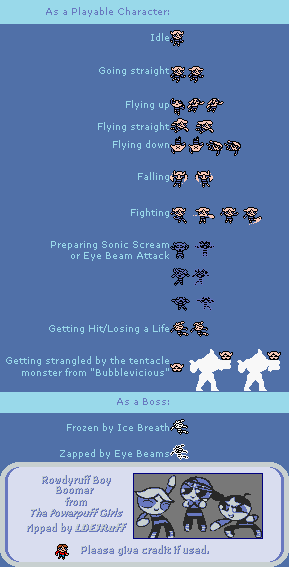 As a Playable Character:
Idle
Going straight
Flying up
Flying straight
Flying down
Falling
Fighting
Preparing Sonic Scream
or Eye Beam Attack
Getting Hit/Losing a Life
Getting strangled by the tentacle
monster from "Bubblevicious"
As a Boss:
Frozen by Ice Breath
Zapped by Eye Beams
Rowdyruff Boy
Boomer
from
The Powerpuff Girls
ripped by LDEJRuff
Please give credit if used.